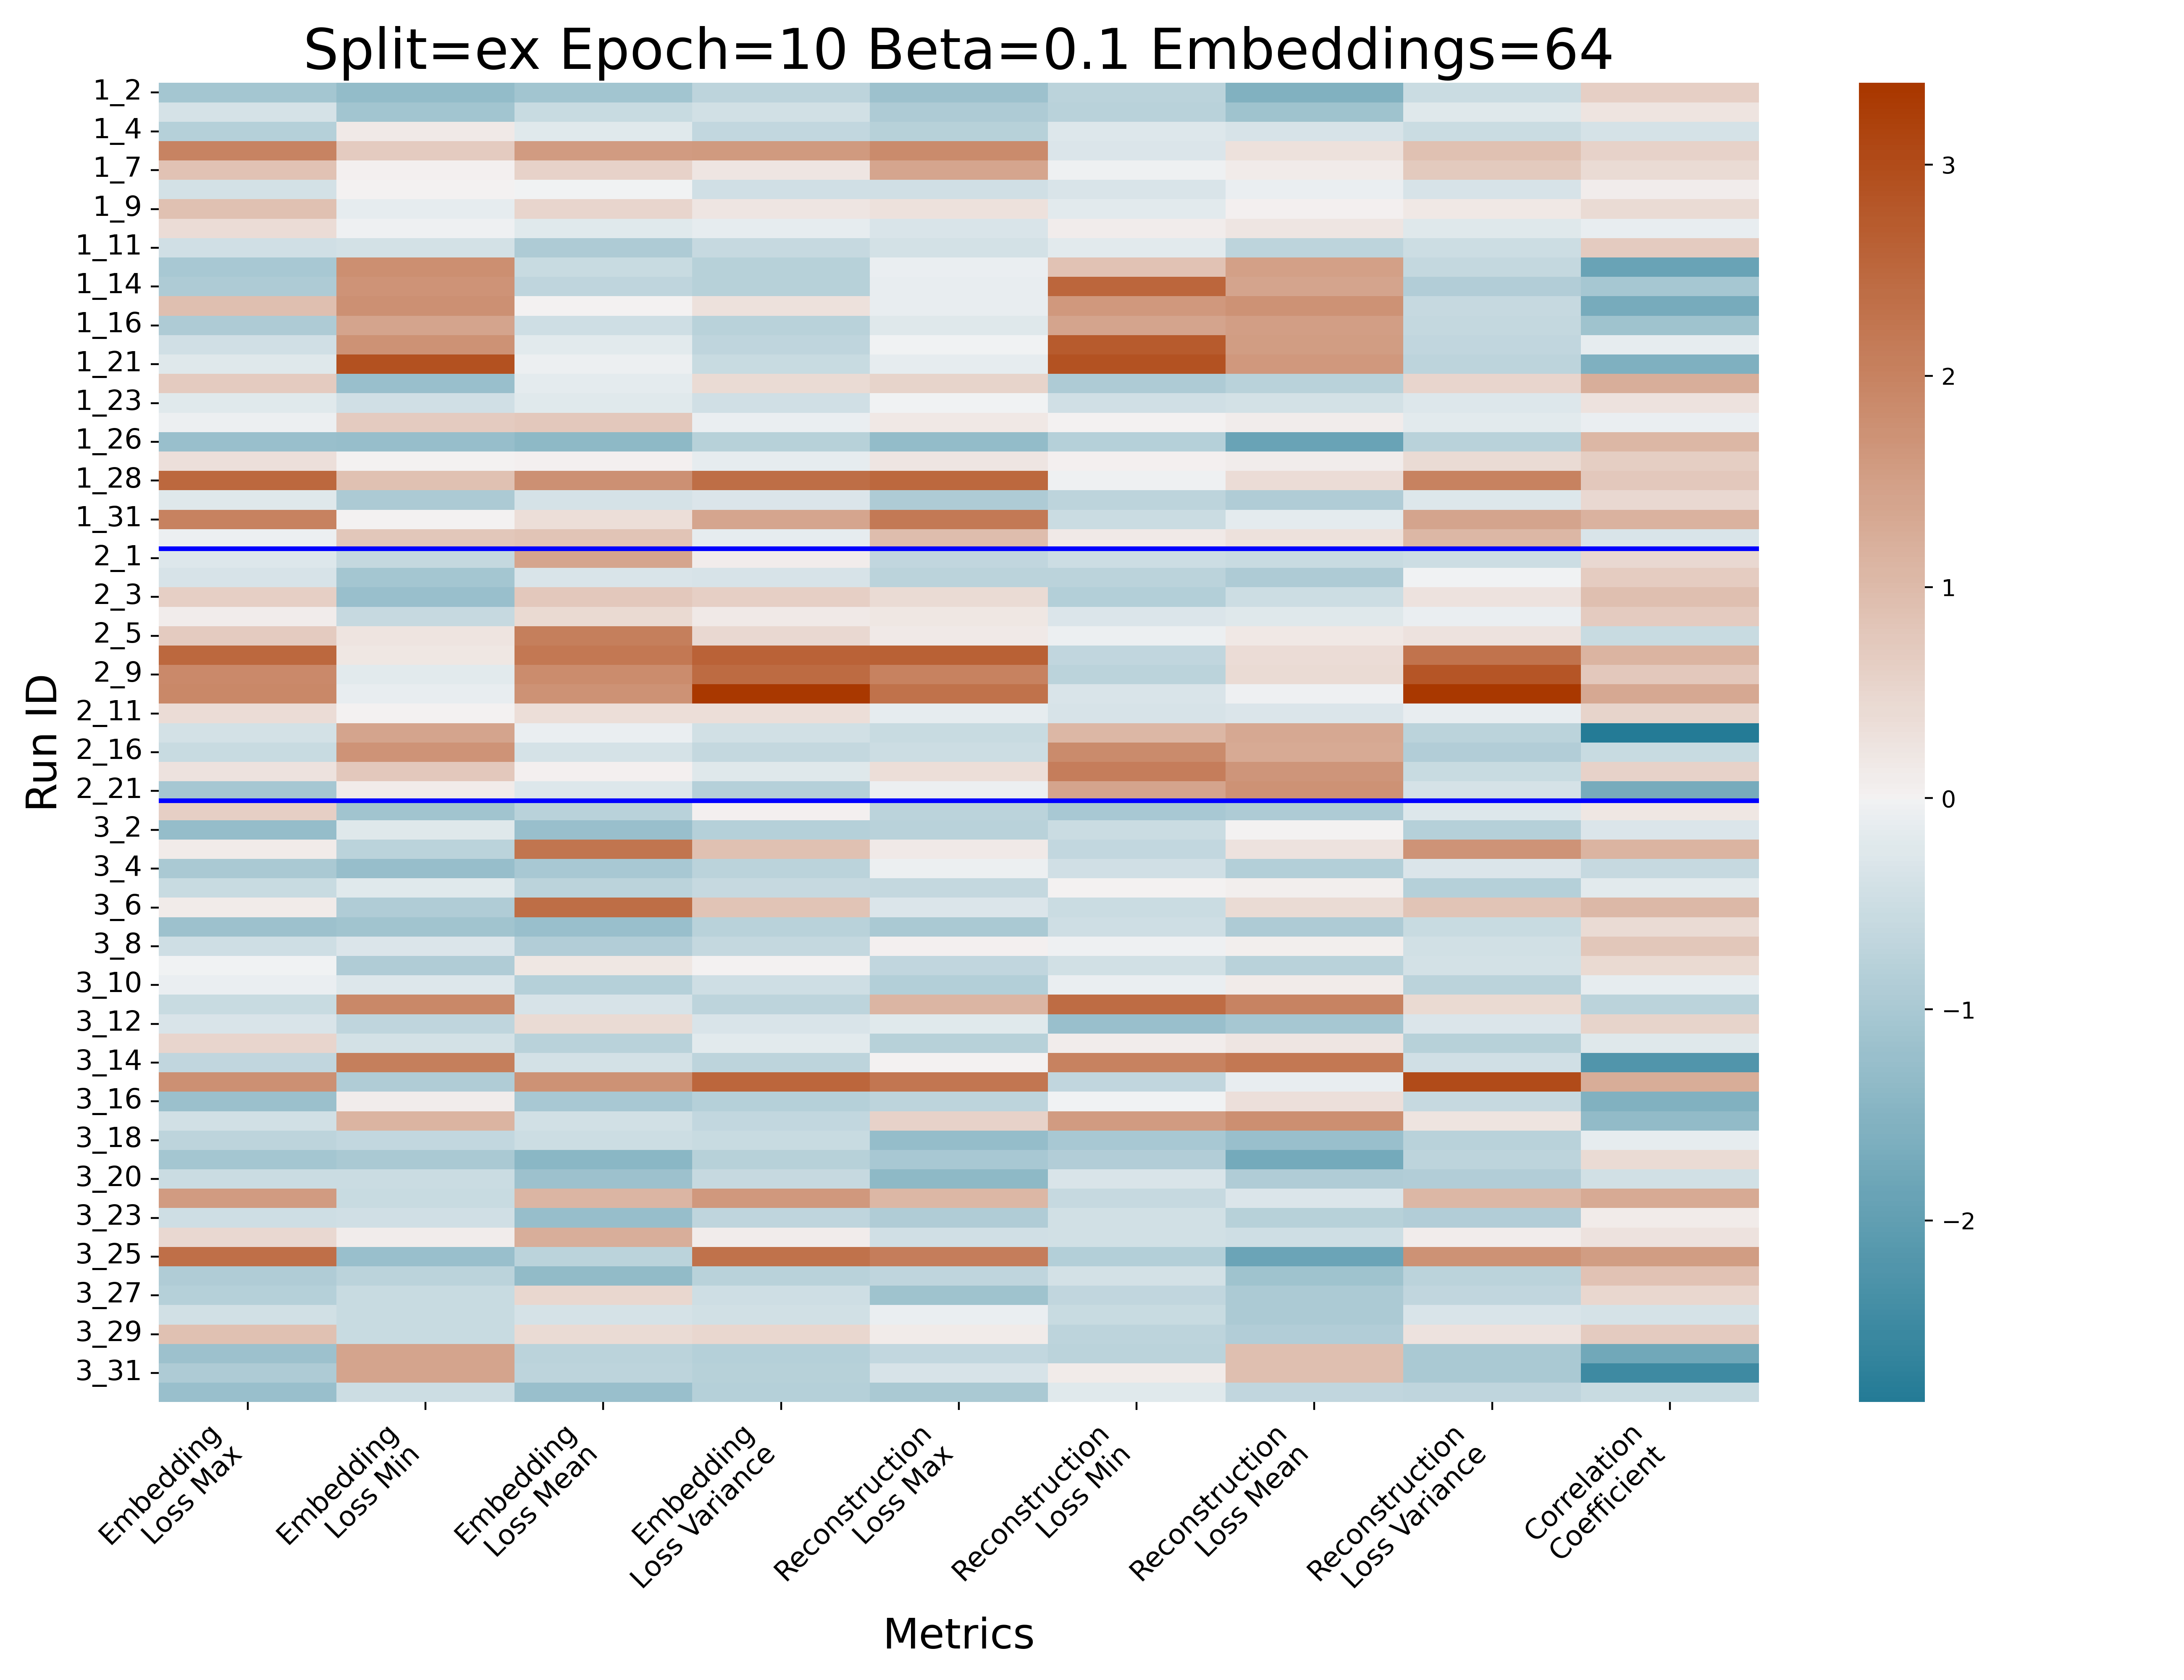 Split=ex Epoch=10 Beta=0.1 Embeddings=64
Run ID
1_2
1_4
1_7
1_9
1_11
1_14
1_16
1_21
1_23
1_26
1_28
1_31
2_1
2_3
2_5
2_9
2_11
2_16
2_21
3_2
3_4
3_6
3_8
3_10
3_12
3_14
3_16
3_18
3_20
3_23
3_25
3_27
3_29
3_31
3
2
1
0
−1
−2
Embedding
Loss Max
Embedding
Loss Min
Embedding
Loss Mean
Embedding
Loss Variance
Reconstruction
Loss Max
Reconstruction
Loss Min
Reconstruction
Loss Mean
Reconstruction
Loss Variance
Correlation
Coefficient
Metrics